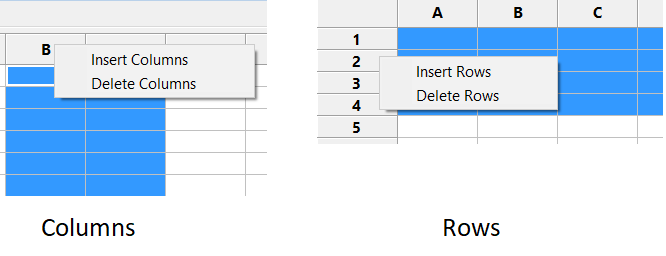 B
Insert Columns
Delete Columns
Columns
A B C
1
2
3
4
5
Insert Rows
Delete Rows
Rows